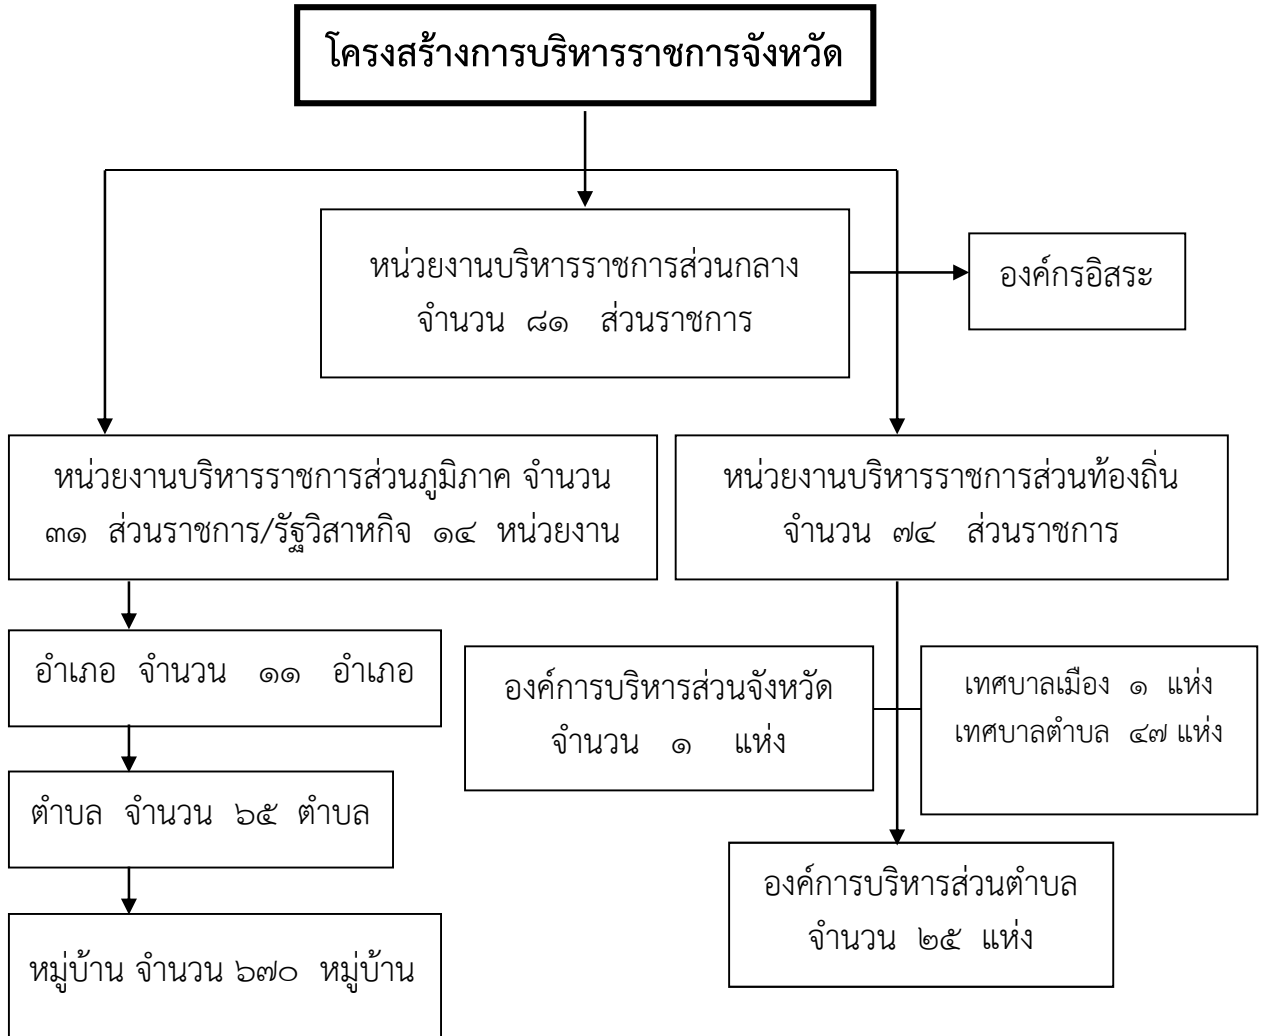 โครงสร้างการบริหารราชการจังหวัด
หน่วยงานบริหารราชการส่วนกลาง
จำนวน ๘๑ ส่วนราชการ
องค์กรอิสระ
หน่วยงานบริหารราชการส่วนภูมิภาค จำนวน
๓๑ ส่วนราชการ/รัฐวิสาหกิจ ๑๔ หน่วยงาน
หน่วยงานบริหารราชการส่วนท้องถิ่น
จำนวน ๗๔ ส่วนราชการ
อำเภอ จำนวน ๑๑ อำเภอ
องค์การบริหารส่วนจังหวัด
จำนวน ๑ แห่ง
เทศบาลเมือง ๑ แห่ง
เทศบาลตำบล ๔๗ แห่ง
ตำบล จำนวน ๖๕ ตำบล
องค์การบริหารส่วนตำบล
จำนวน ๒๕ แห่ง
หมู่บ้าน จำนวน ๖๗๐ หมู่บ้าน